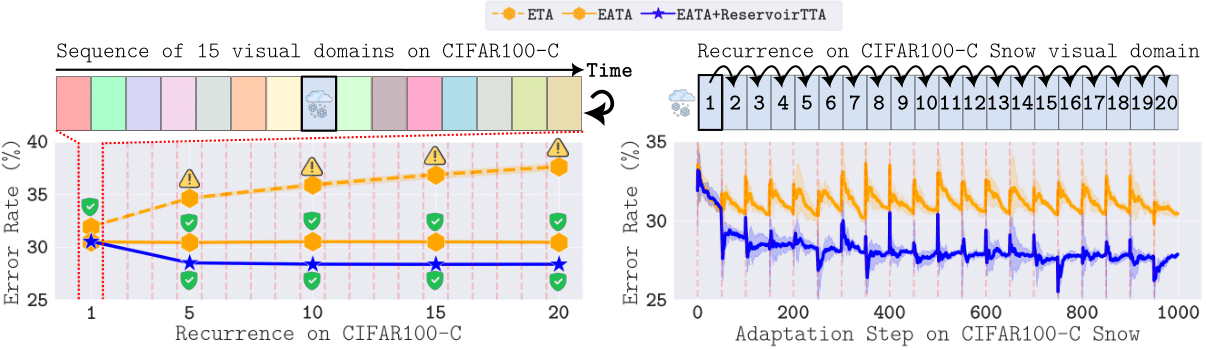 ETA EATA EATA+ReservoirTTA
Sequence of 15 visual domains on CIFAR100-C
Time
40
35
30
25
Error Rate (%)
1 5 10 15 20
Recurrence on CIFAR100-C
Recurrence on CIFAR100-C Snow visual domain
1 2 3 4 5 6 7 8 9 10 11 12 13 14 15 16 17 18 19 20
35
30
25
Error Rate (%)
0 200 400 600 800 1000
Adaptation Step on CIFAR100-C Snow